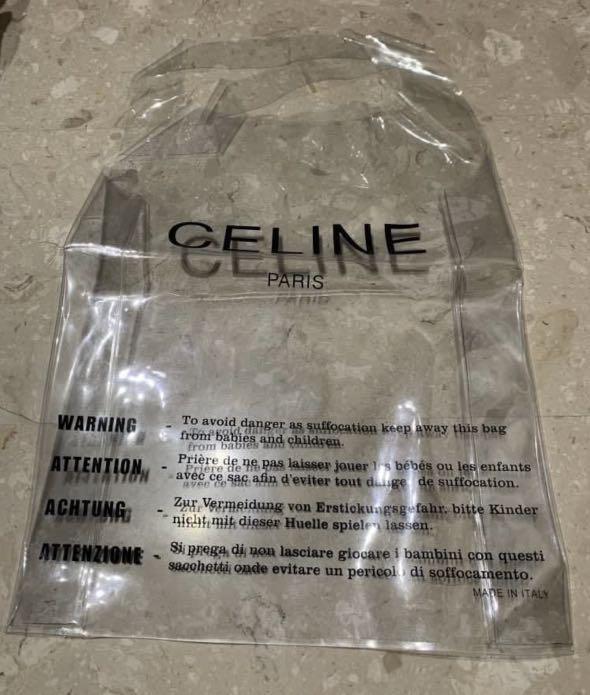 CELINE
PARIS
WARNING - To avoid danger as suffocation keep away this bag
from babies and children.
ATTENTION - Prière de ne pas laisser jouer les bébés ou les enfants
avec ce sac afin d'eviter tout danger de suffocation.
ACHTUNG - Zur Vermeidung von Erstickungsgefahr, bitte Kinder
nicht mit dieser Huelle spielen lassen.
ATTENZIONE - Si prega di non lasciare giocare i bambini con questi
sacchetti onde evitare un pericolo di soffocamento.
MADE IN ITALY